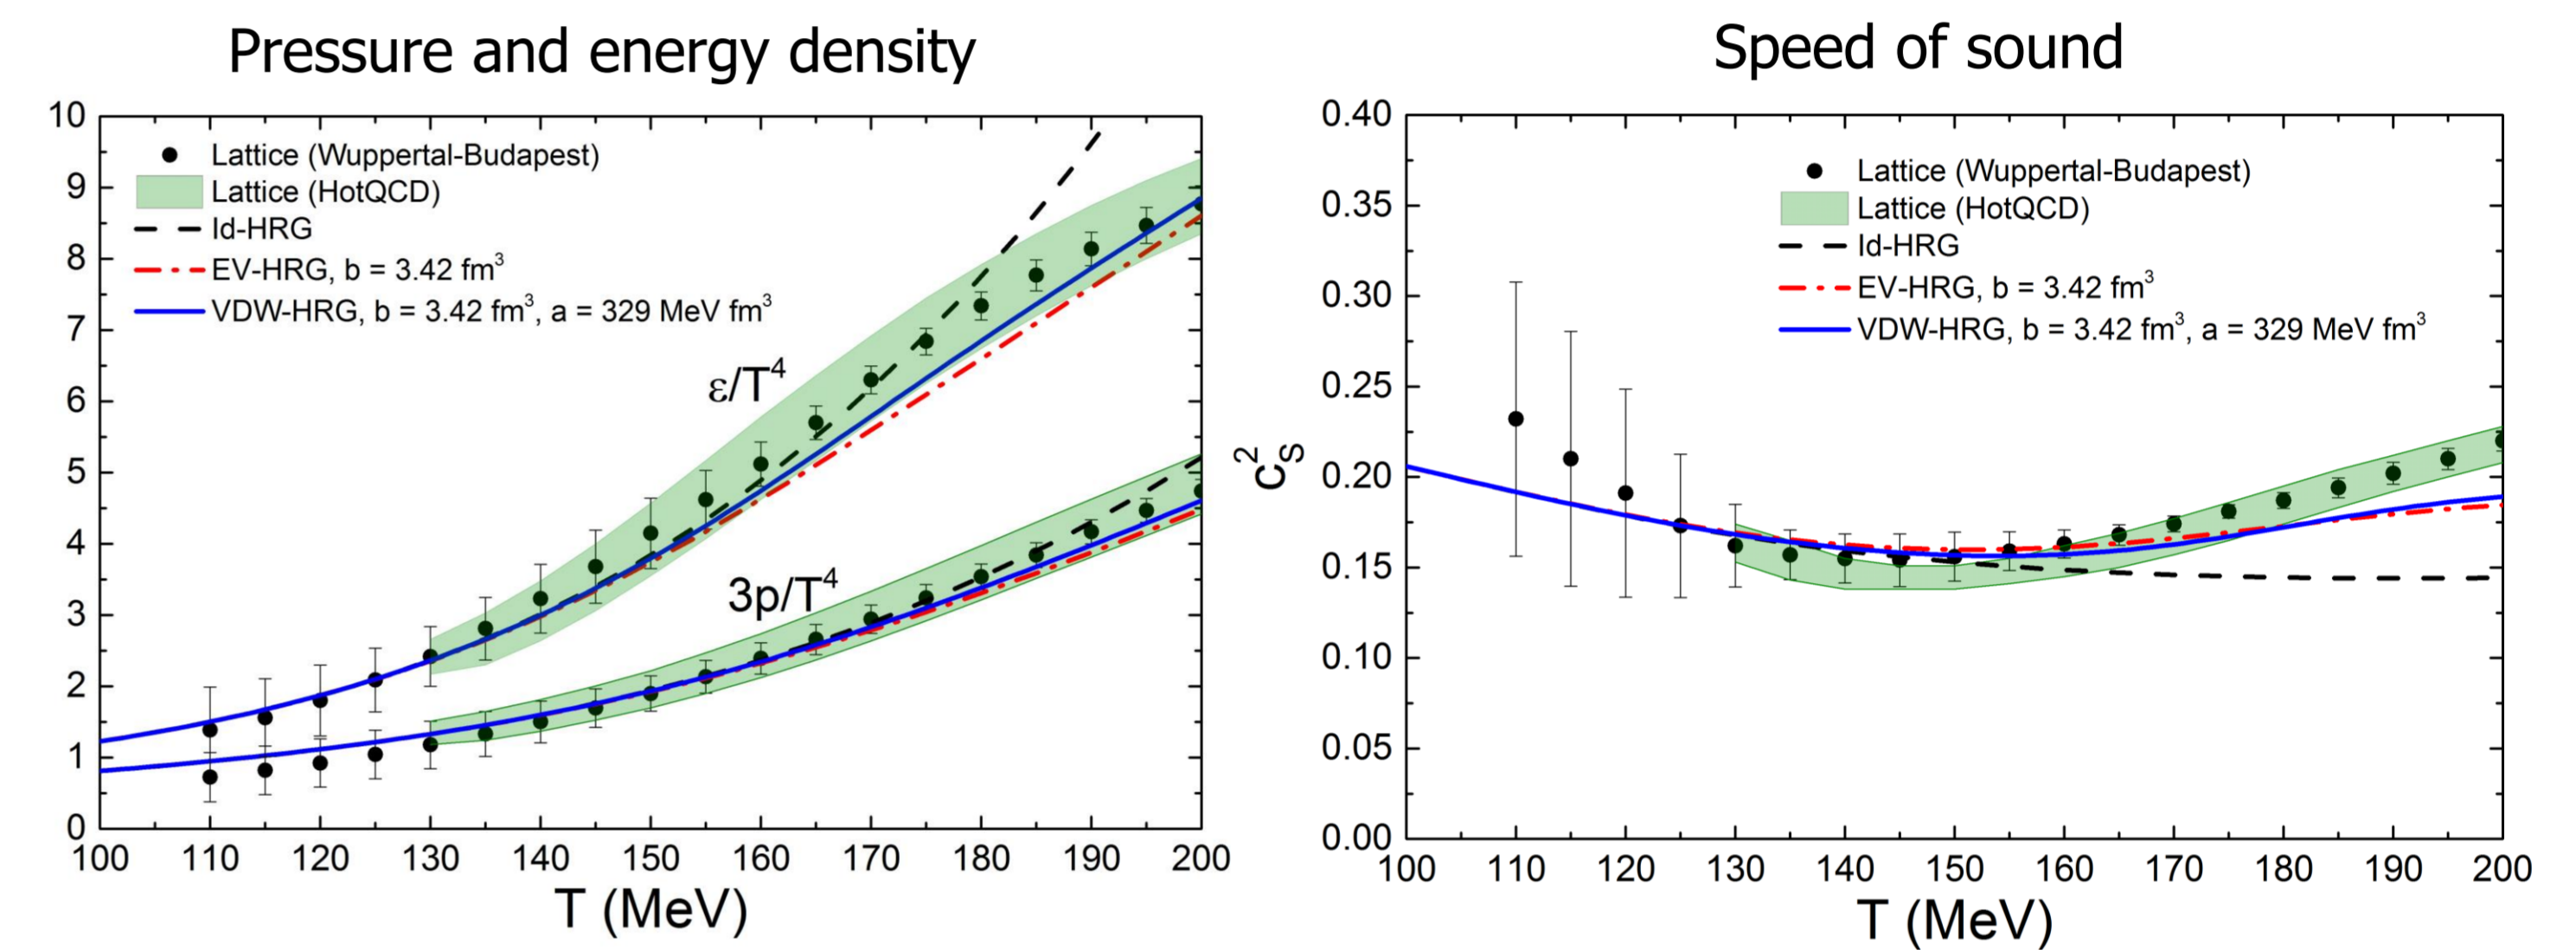 Pressure and energy density
10
9
8
7
6
5
4
3
2
1
0
Lattice (Wuppertal-Budapest)
Lattice (HotQCD)
Id-HRG
EV-HRG, b = 3.42 fm³
VDW-HRG, b = 3.42 fm³, a = 329 MeV fm³
ε/T⁴
3p/T⁴
100 110 120 130 140 150 160 170 180 190 200
T (MeV)
Speed of sound
c²S
0.40
0.35
0.30
0.25
0.20
0.15
0.10
0.05
0.00
Lattice (Wuppertal-Budapest)
Lattice (HotQCD)
Id-HRG
EV-HRG, b = 3.42 fm³
VDW-HRG, b = 3.42 fm³, a = 329 MeV fm³
100 110 120 130 140 150 160 170 180 190 200
T (MeV)